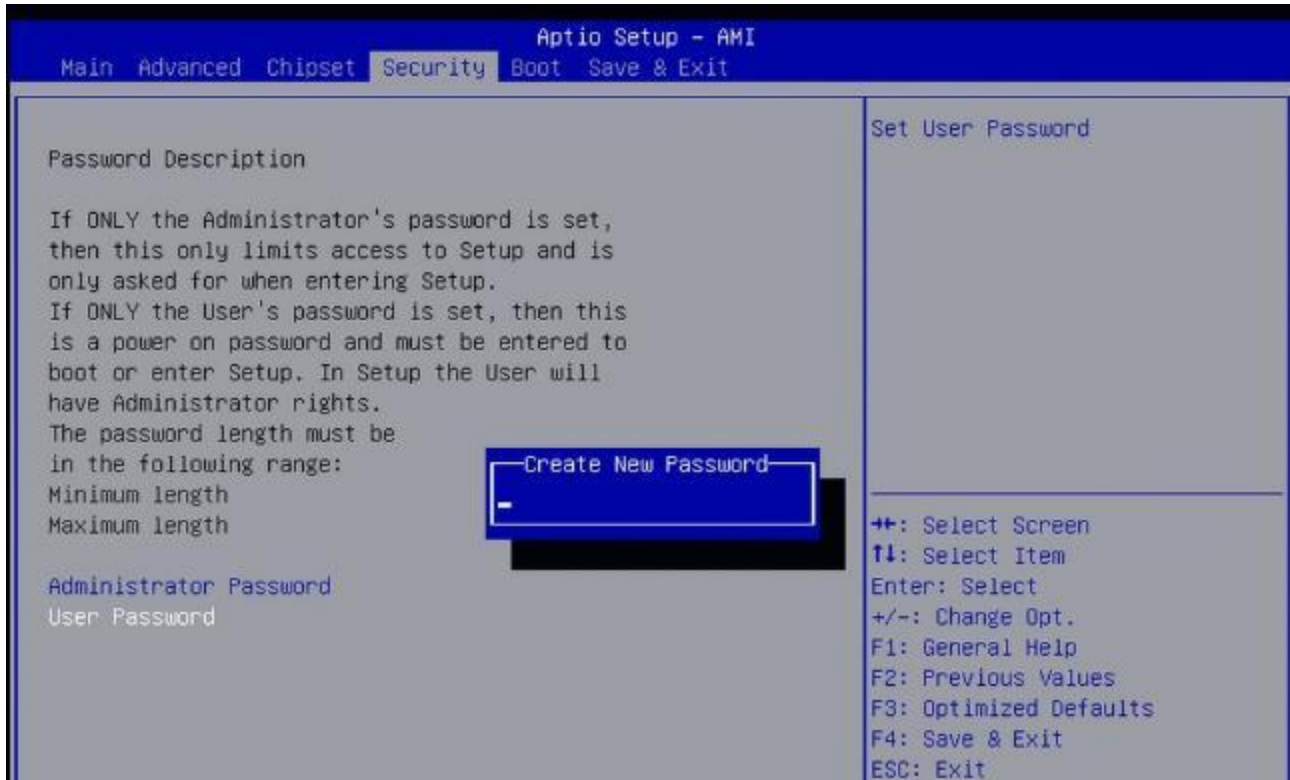 Aptio Setup - AMI
Main Advanced Chipset Security Boot Save & Exit
Password Description
If ONLY the Administrator's password is set,
then this only limits access to Setup and is
only asked for when entering Setup.
If ONLY the User's password is set, then this
is a power on password and must be entered to
boot or enter Setup. In Setup the User will
have Administrator rights.
The password length must be
in the following range:
Minimum length
Maximum length
Administrator Password
User Password
Create New Password
Set User Password
→←: Select Screen
↑↓: Select Item
Enter: Select
+/-: Change Opt.
F1: General Help
F2: Previous Values
F3: Optimized Defaults
F4: Save & Exit
ESC: Exit